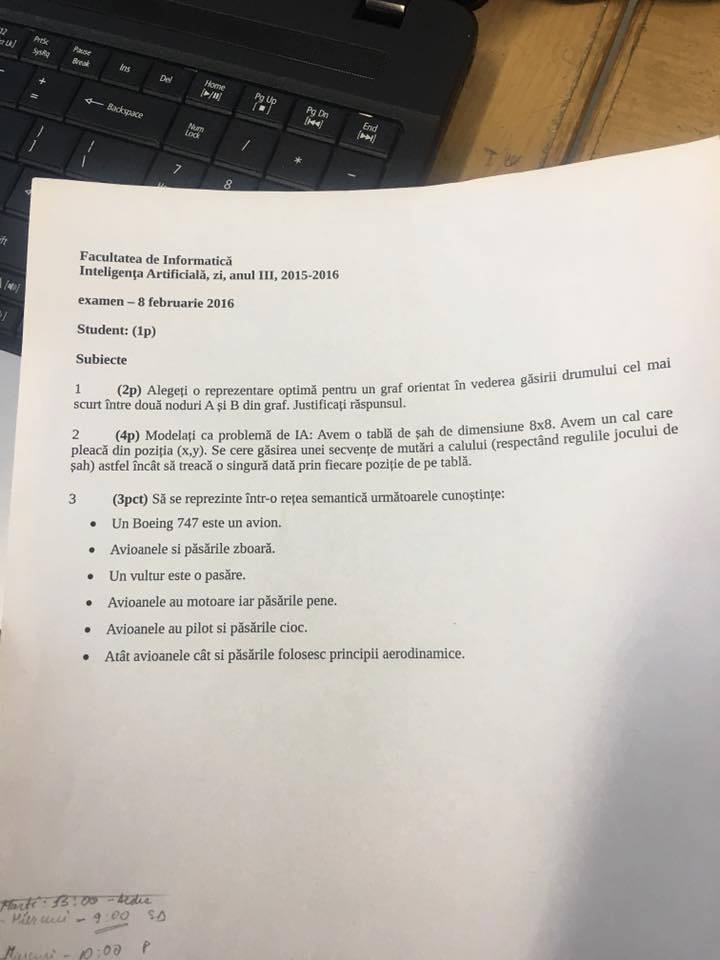 PrtSc
SysRq
Pause
Break
Ins
Del
Home
Pg Up
Pg Dn
End
Backspace
Num
Lock
7
8
Facultatea de Informatică
Inteligența Artificială, zi, anul III, 2015-2016
examen – 8 februarie 2016
Student: (1p)
Subiecte
1 (2p) Alegeți o reprezentare optimă pentru un graf orientat în vederea găsirii drumului cel mai
scurt între două noduri A și B din graf. Justificați răspunsul.
2 (4p) Modelați ca problemă de IA: Avem o tablă de șah de dimensiune 8x8. Avem un cal care
pleacă din poziția (x,y). Se cere găsirea unei secvențe de mutări a calului (respectând regulile jocului de
șah) astfel încât să treacă o singură dată prin fiecare poziție de pe tablă.
3 (3pct) Să se reprezinte într-o rețea semantică următoarele cunoștințe:
• Un Boeing 747 este un avion.
• Avioanele si păsările zboară.
• Un vultur este o pasăre.
• Avioanele au motoare iar păsările pene.
• Avioanele au pilot si păsările cioc.
• Atât avioanele cât si păsările folosesc principii aerodinamice.
Marti: 13:00
- Miercuri - 9:00 SD
Miercuri - 10:00 P